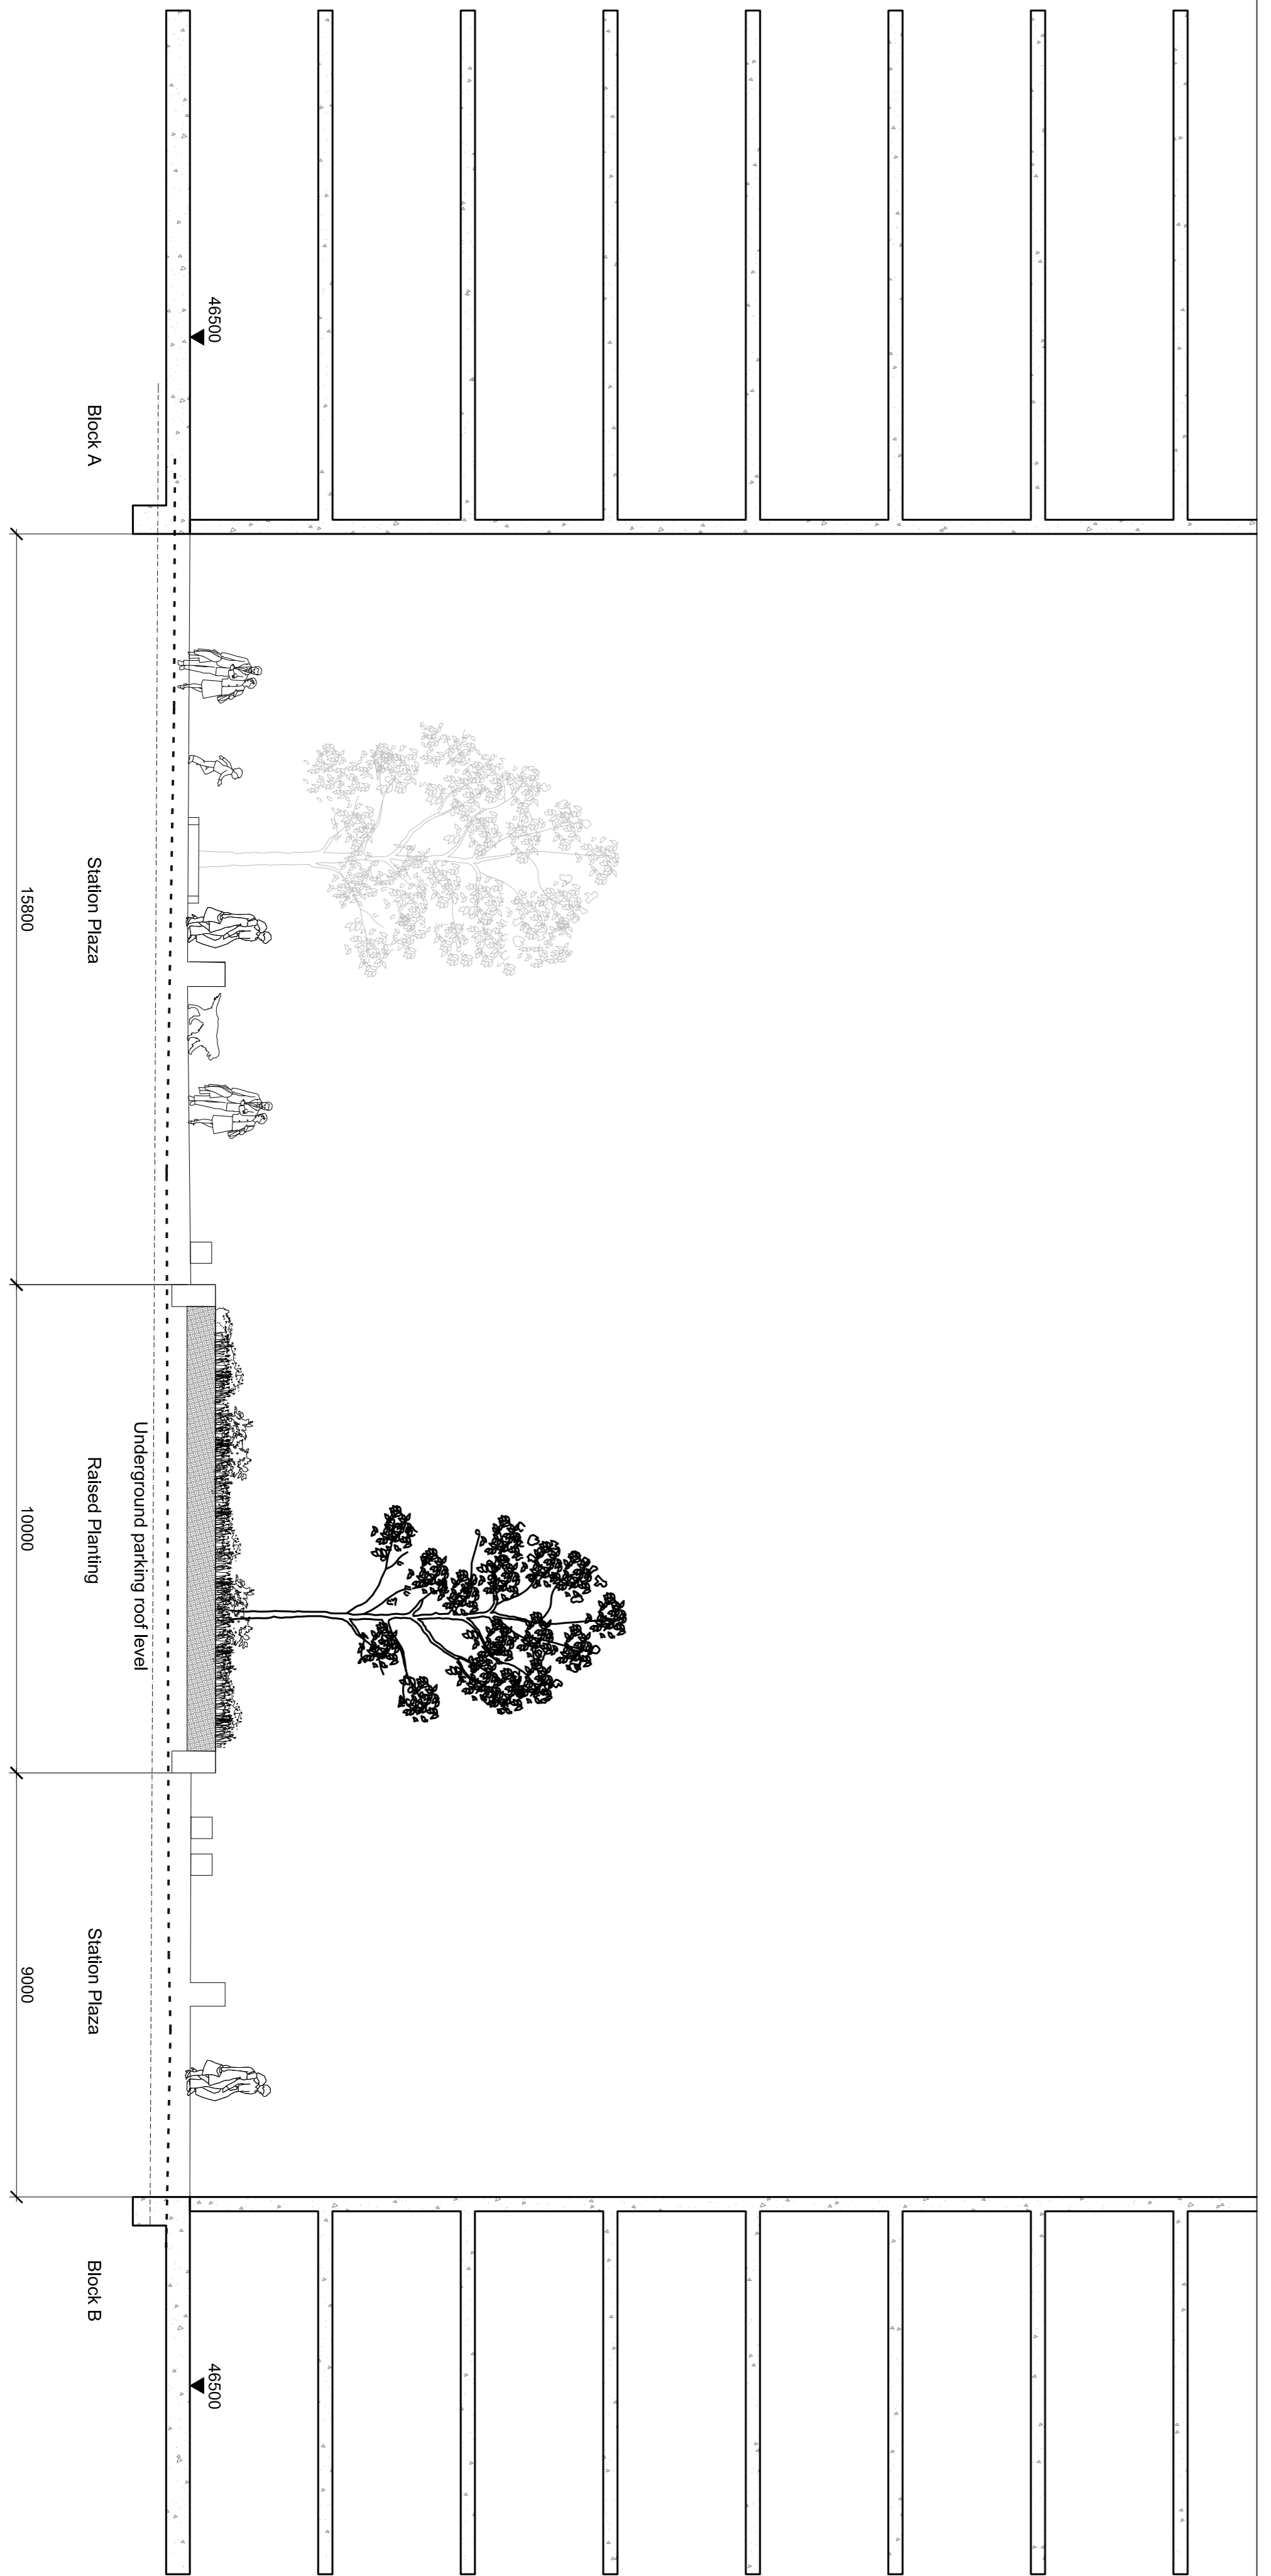 46500
46500
Underground parking roof level
Block A
Station Plaza
Raised Planting
Station Plaza
Block B
15800
10000
9000